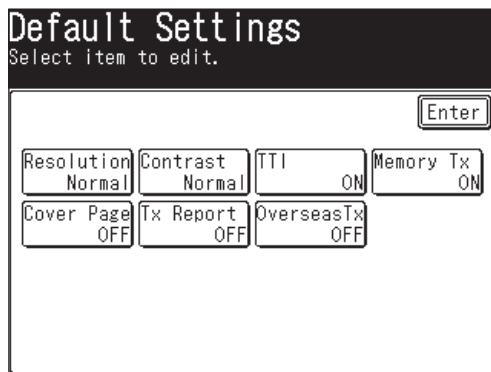 Default Settings
Select item to edit.
Enter
Resolution Contrast TTI Memory Tx
Normal Normal ON ON
Cover Page Tx Report OverseasTx
OFF OFF OFF